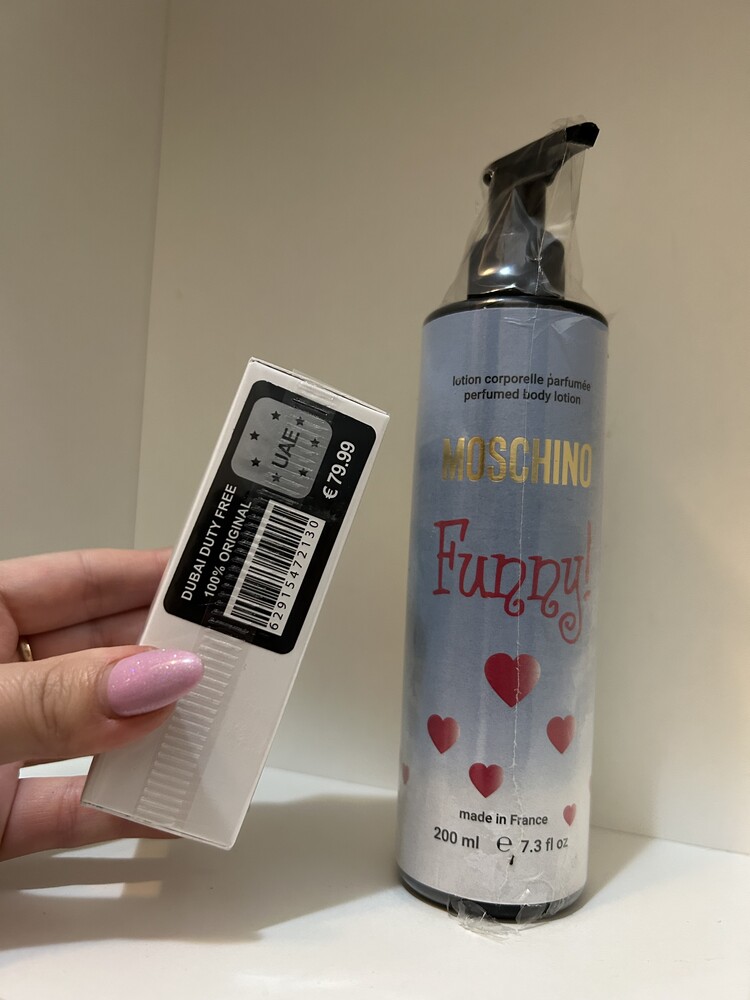 UAE
€ 79.99
DUBAI DUTY FREE
100% ORIGINAL
62915472130
lotion corporelle parfumée
perfumed body lotion
MOSCHINO
Funny!
made in France
200 ml e 7.3 fl oz